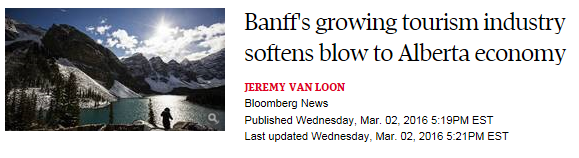 Banff's growing tourism industry
softens blow to Alberta economy
JEREMY VAN LOON
Bloomberg News
Published Wednesday, Mar. 02, 2016 5:19PM EST
Last updated Wednesday, Mar. 02, 2016 5:21PM EST